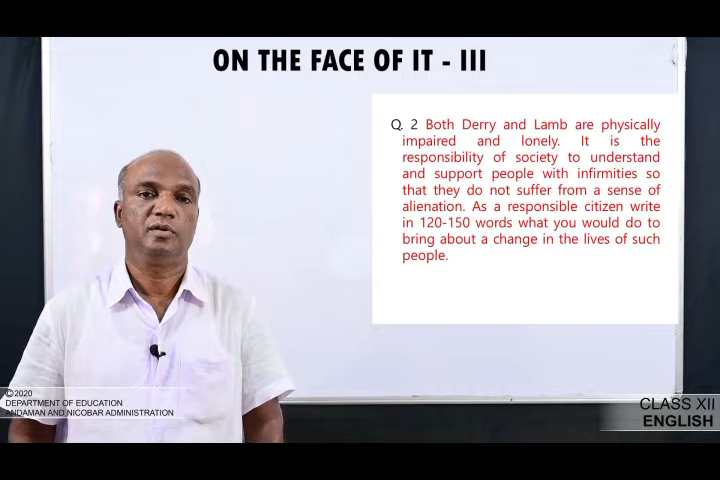 ON THE FACE OF IT - III
Q. 2 Both Derry and Lamb are physically
impaired and lonely. It is the
responsibility of society to understand
and support people with infirmities so
that they do not suffer from a sense of
alienation. As a responsible citizen write
in 120-150 words what you would do to
bring about a change in the lives of such
people.
©2020
DEPARTMENT OF EDUCATION
ANDAMAN AND NICOBAR ADMINISTRATION
CLASS XII
ENGLISH